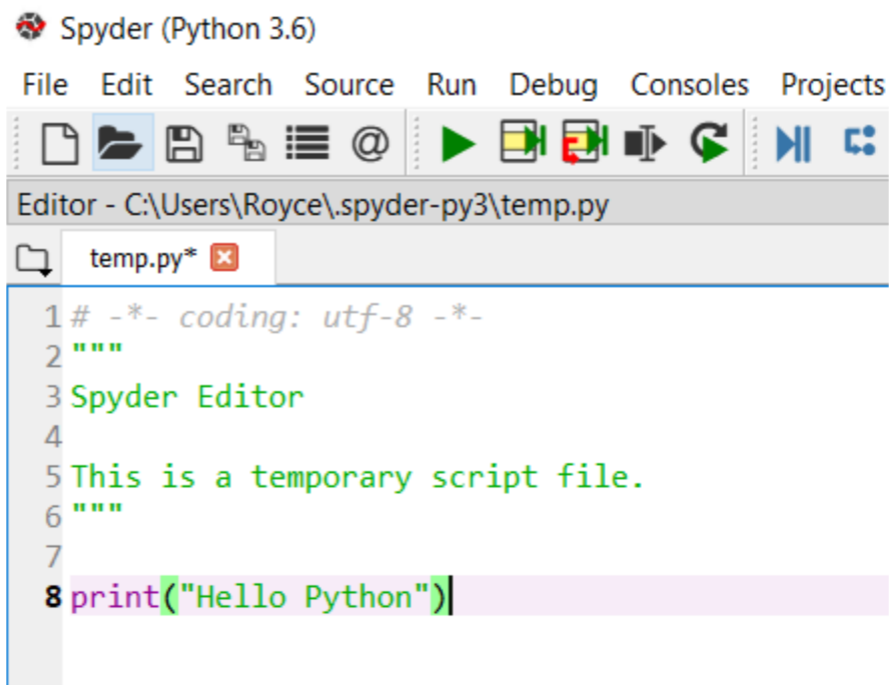 Spyder (Python 3.6)
File Edit Search Source Run Debug Consoles Projects
@
Editor - C:\Users\Royce\.spyder-py3\temp.py
temp.py*
1 # -*- coding: utf-8 -*-
2 """
3 Spyder Editor
4
5 This is a temporary script file.
6 """
7
8 print("Hello Python")